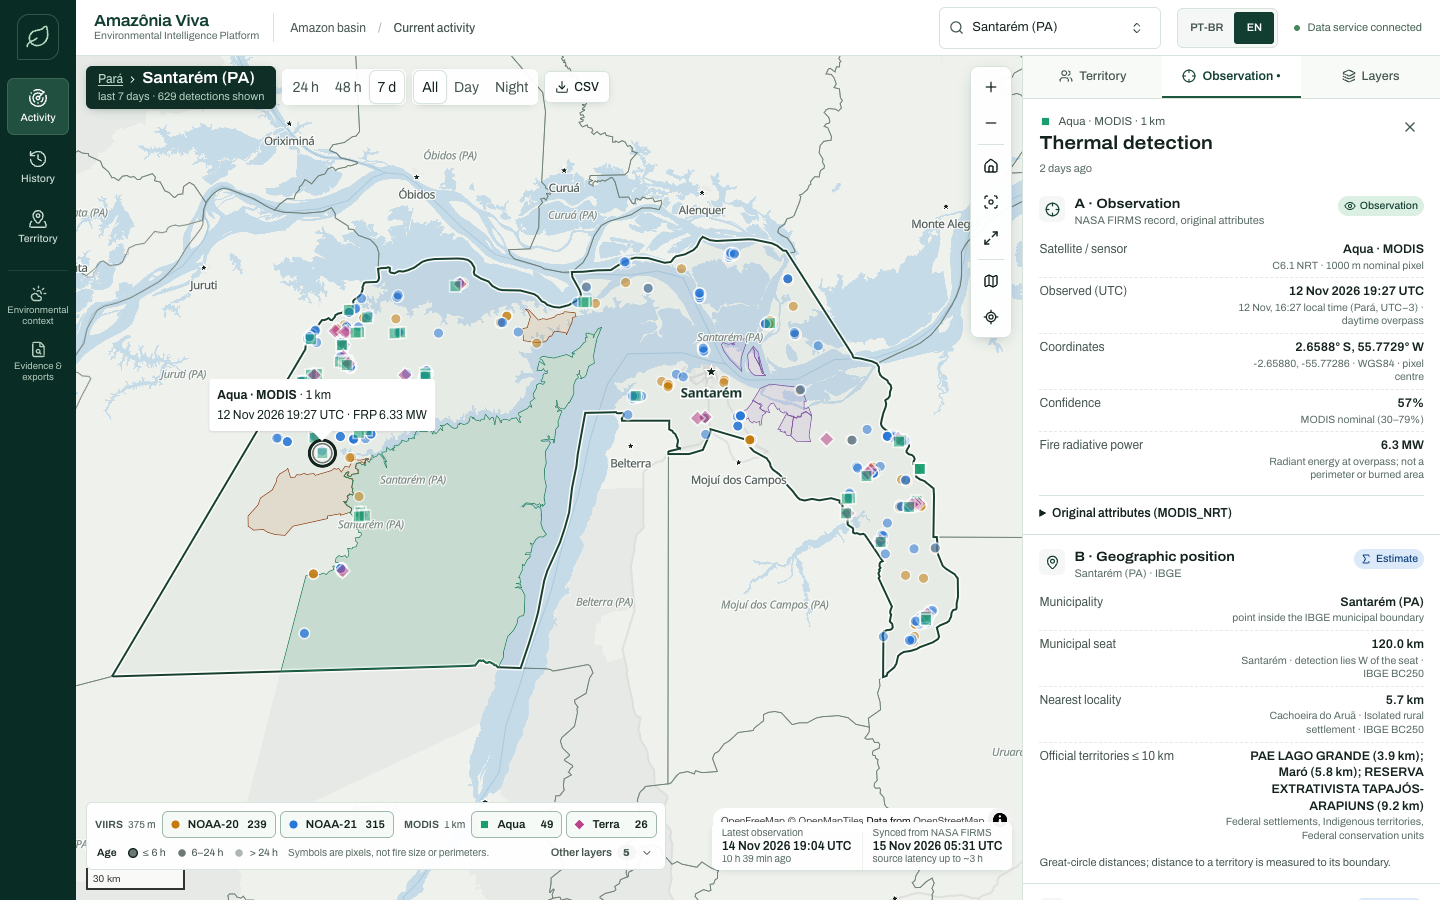 Amazônia Viva
Environmental Intelligence Platform
Amazon basin / Current activity
Santarém (PA)
PT-BR EN
Data service connected
Activity
History
Territory
Environmental context
Evidence & exports
Pará › Santarém (PA)
last 7 days · 629 detections shown
24 h 48 h 7 d
All Day Night
CSV
Oriximiná
Óbidos (PA)
Óbidos
Curuá
Curuá (PA)
Alenquer
Monte Aleg
Juruti
Juruti (PA)
Santarém (PA)
Santarém
Aqua · MODIS · 1 km
12 Nov 2026 19:27 UTC · FRP 6.33 MW
Belterra
Mojuí dos Campos
Santarém (PA)
Santarém (PA)
Belterra (PA)
Mojuí dos Campos (PA)
Uruará
VIIRS 375 m NOAA-20 239 NOAA-21 315 MODIS 1 km Aqua 49 Terra 26
Age ≤ 6 h 6–24 h > 24 h Symbols are pixels, not fire size or perimeters. Other layers 5
30 km
OpenFreeMap © OpenMapTiles Data from OpenStreetMap
Latest observation
14 Nov 2026 19:04 UTC
10 h 39 min ago
Synced from NASA FIRMS
15 Nov 2026 05:31 UTC
source latency up to ~3 h
Territory Observation • Layers
Aqua · MODIS · 1 km
Thermal detection
2 days ago
A · Observation
NASA FIRMS record, original attributes
Observation
Satellite / sensor
Aqua · MODIS
C6.1 NRT · 1000 m nominal pixel
Observed (UTC)
12 Nov 2026 19:27 UTC
12 Nov, 16:27 local time (Pará, UTC−3) ·
daytime overpass
Coordinates
2.6588° S, 55.7729° W
-2.65880, -55.77286 · WGS84 · pixel
centre
Confidence
57%
MODIS nominal (30–79%)
Fire radiative power
6.3 MW
Radiant energy at overpass; not a
perimeter or burned area
Original attributes (MODIS_NRT)
B · Geographic position
Santarém (PA) · IBGE
Estimate
Municipality
Santarém (PA)
point inside the IBGE municipal boundary
Municipal seat
120.0 km
Santarém · detection lies W of the seat ·
IBGE BC250
Nearest locality
5.7 km
Cachoeira do Aruã · Isolated rural
settlement · IBGE BC250
Official territories ≤ 10 km
PAE LAGO GRANDE (3.9 km);
Maró (5.8 km); RESERVA
EXTRATIVISTA TAPAJÓS-
ARAPIUNS (9.2 km)
Federal settlements, Indigenous territories,
Federal conservation units
Great-circle distances; distance to a territory is measured to its boundary.